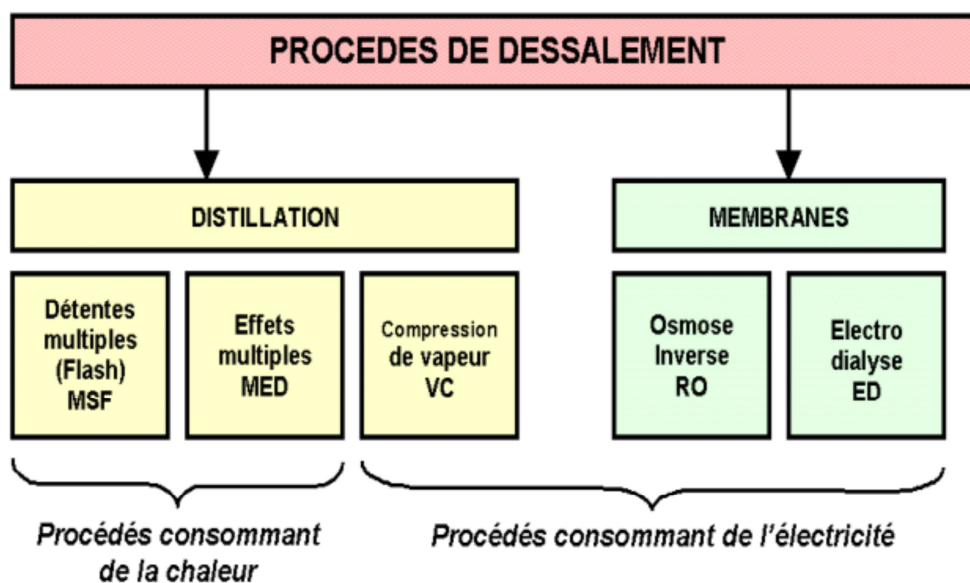 PROCEDES DE DESSALEMENT
DISTILLATION
MEMBRANES
Détentes
multiples
(Flash)
MSF
Effets
multiples
MED
Compression
de vapeur
VC
Osmose
Inverse
RO
Electro
dialyse
ED
Procédés consommant
de la chaleur
Procédés consommant de l'électricité